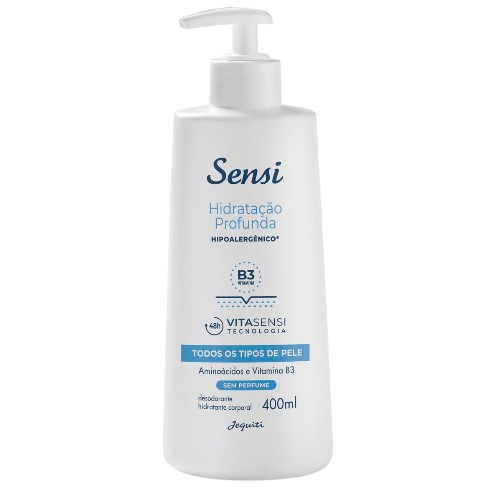 Sensi
Hidratação
Profunda
HIPOALERGÊNICO*
B3
VITAMINA
48h
VITASENSI
TECNOLOGIA
TODOS OS TIPOS DE PELE
Aminoácidos e Vitamina B3
SEM PERFUME
desodorante
hidratante corporal
400ml
Jequiti